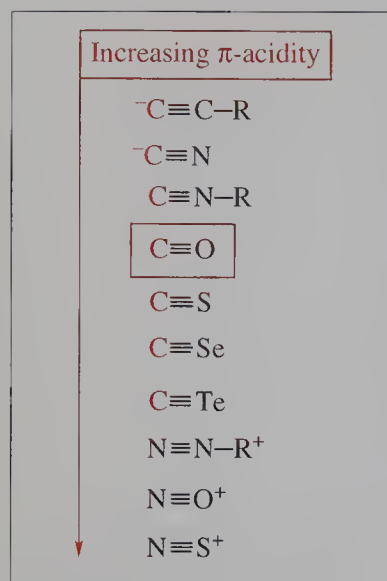 Increasing π-acidity
⁻C≡C–R
⁻C≡N
C≡N–R
C≡O
C≡S
C≡Se
C≡Te
N≡N–R⁺
N≡O⁺
N≡S⁺